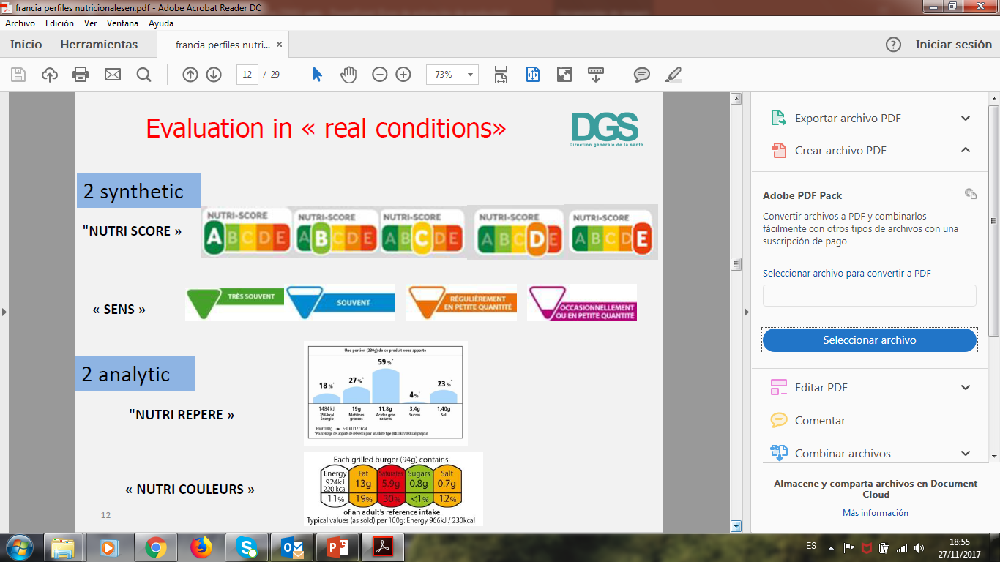 francia perfiles nutricionalesen.pdf - Adobe Acrobat Reader DC
Archivo Edición Ver Ventana Ayuda
Inicio Herramientas francia perfiles nutri... × Iniciar sesión
12 / 29 73%
Evaluation in « real conditions»
DGS
Direction générale de la santé
2 synthetic
"NUTRI SCORE »
NUTRI-SCORE NUTRI-SCORE NUTRI-SCORE NUTRI-SCORE NUTRI-SCORE
A B C D E A B C D E A B C D E A B C D E A B C D E
« SENS »
TRÈS SOUVENT
SOUVENT
RÉGULIÈREMENT
EN PETITE QUANTITÉ
OCCASIONNELLEMENT
OU EN PETITE QUANTITÉ
2 analytic
"NUTRI REPERE »
Une portion (280g) de ce produit vous apporte
18 %* 27 %* 59 %* 4 %* 23 %*
1484 kJ 19g 11,8g 3,4g 1,40g
356 kcal Matières Acides gras Sucres Sel
Energie grasses saturés
Pour 100g → 530 kJ / 127 kcal
*Pourcentage des apports de référence pour un adulte type (8400 kJ/2000kcal) par jour
« NUTRI COULEURS »
Each grilled burger (94g) contains
Energy Fat Saturates Sugars Salt
924kJ 13g 5.9g 0.8g 0.7g
220 kcal
11% 19% 30% <1% 12%
of an adult's reference intake
Typical values (as sold) per 100g: Energy 966kJ / 230kcal
12
Exportar archivo PDF
Crear archivo PDF
Adobe PDF Pack
Convertir archivos a PDF y combinarlos
fácilmente con otros tipos de archivos con una
suscripción de pago
Seleccionar archivo para convertir a PDF
Seleccionar archivo
Editar PDF
Comentar
Combinar archivos
Almacene y comparta archivos en Document
Cloud
Más información
ES
18:55
27/11/2017